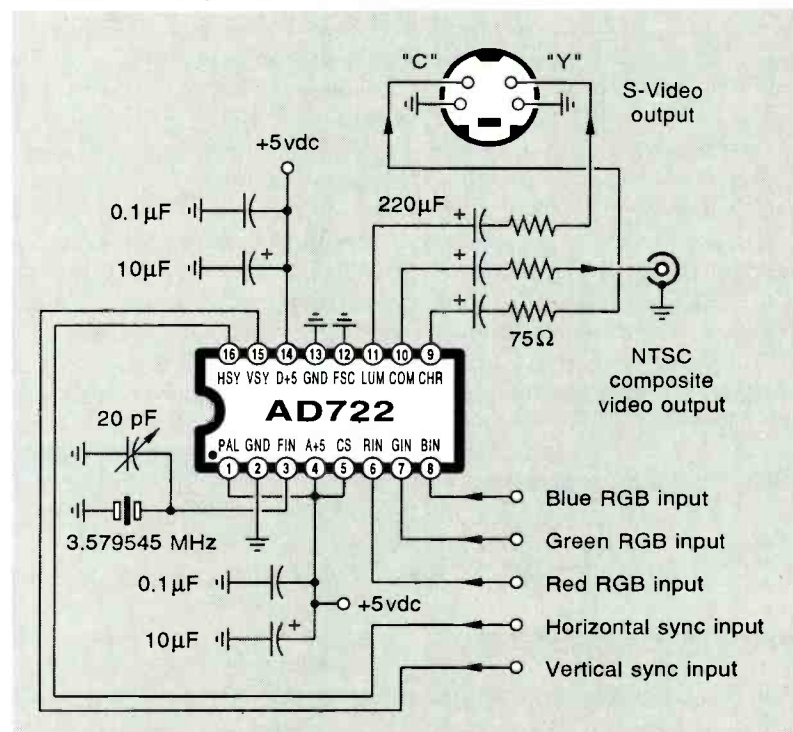 "C"
"Y"
S-Video
output
+5vdc
0.1µF
220µF
+
10µF
+
+
+
75Ω
NTSC
composite
video output
16 15 14 13 12 11 10 9
HSY VSY D+5 GND FSC LUM COM CHR
AD722
20 pF
PAL GND FIN A+5 CS RIN GIN BiN
1 2 3 4 5 6 7 8
Blue RGB input
3.579545 MHz
Green RGB input
0.1µF
Red RGB input
+5vdc
10µF
+
Horizontal sync input
Vertical sync input